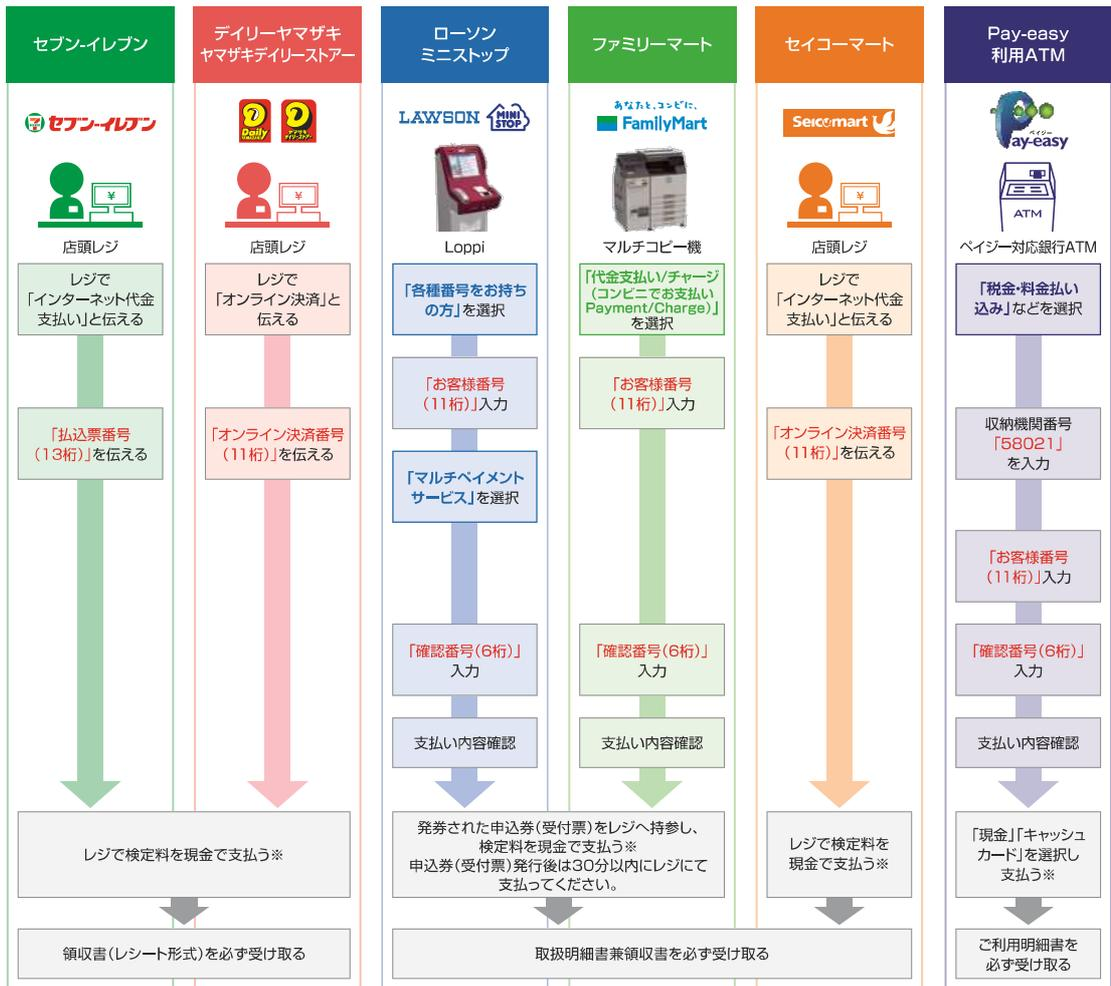 セブン-イレブン
デイリーヤマザキ
ヤマザキデイリーストアー
ローソン
ミニストップ
ファミリーマート
セイコーマート
Pay-easy
利用ATM
セブン-イレブン
Daily
ヤマザキ
デイリーストアー
LAWSON
MINI
STOP
あなたと、コンビに、
FamilyMart
Seicomart
ペイジー
Pay-easy
¥
¥
¥
ATM
店頭レジ
店頭レジ
Loppi
マルチコピー機
店頭レジ
ペイジー対応銀行ATM
レジで
「インターネット代金
支払い」と伝える
レジで
「オンライン決済」と
伝える
「各種番号をお持ち
の方」を選択
「代金支払い/チャージ
(コンビニでお支払い
Payment/Charge)」
を選択
レジで
「インターネット代金
支払い」と伝える
「税金・料金払い
込み」などを選択
「お客様番号
(11桁)」入力
「お客様番号
(11桁)」入力
「払込票番号
(13桁)」を伝える
「オンライン決済番号
(11桁)」を伝える
「マルチペイメント
サービス」を選択
「オンライン決済番号
(11桁)」を伝える
収納機関番号
「58021」
を入力
「お客様番号
(11桁)」入力
「確認番号(6桁)」
入力
「確認番号(6桁)」
入力
「確認番号(6桁)」
入力
支払い内容確認
支払い内容確認
支払い内容確認
レジで検定料を現金で支払う※
発券された申込券(受付票)をレジへ持参し、
検定料を現金で支払う※
申込券(受付票)発行後は30分以内にレジにて
支払ってください。
レジで検定料を
現金で支払う※
「現金」「キャッシュ
カード」を選択し
支払う※
領収書(レシート形式)を必ず受け取る
取扱明細書兼領収書を必ず受け取る
ご利用明細書を
必ず受け取る